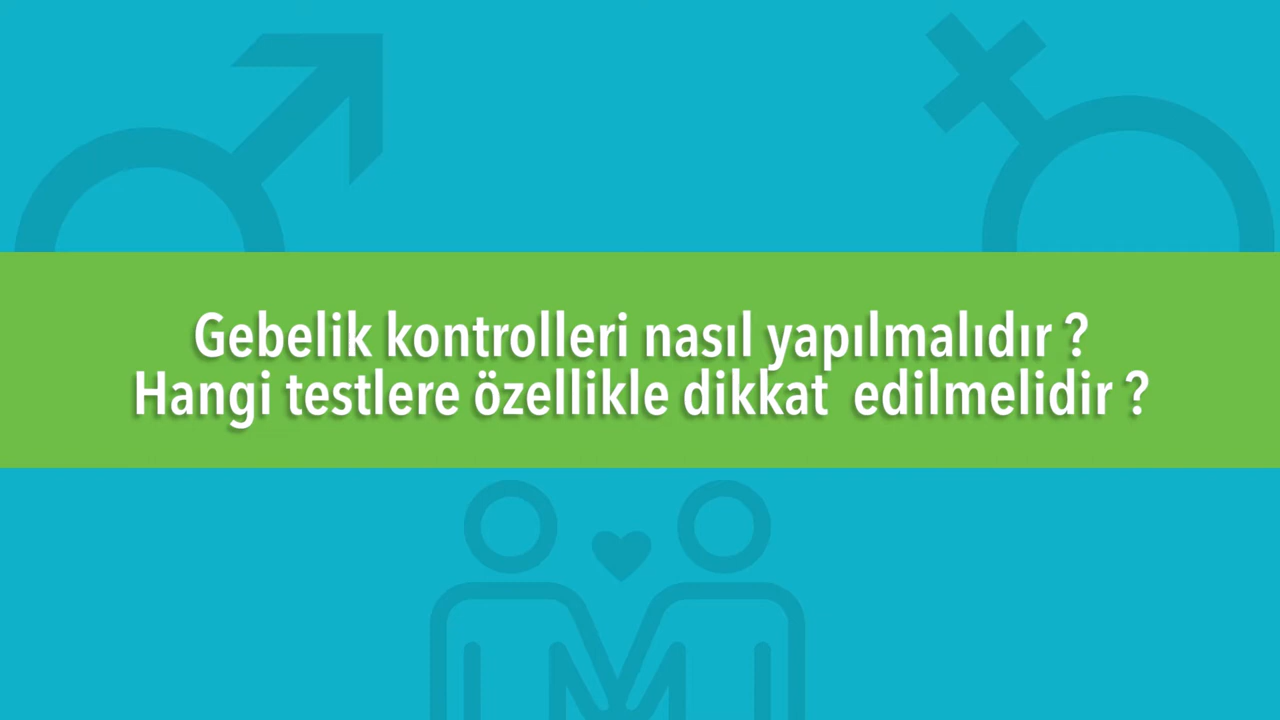 Gebelik kontrolleri nasıl yapılmalıdır ?
Hangi testlere özellikle dikkat  edilmelidir ?